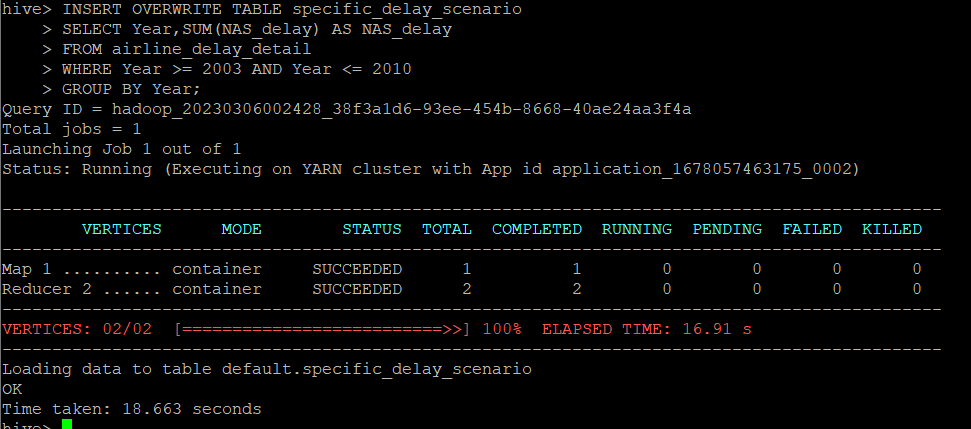 hive> INSERT OVERWRITE TABLE specific_delay_scenario
    > SELECT Year,SUM(NAS_delay) AS NAS_delay
    > FROM airline_delay_detail
    > WHERE Year >= 2003 AND Year <= 2010
    > GROUP BY Year;
Query ID = hadoop_20230306002428_38f3a1d6-93ee-454b-8668-40ae24aa3f4a
Total jobs = 1
Launching Job 1 out of 1
Status: Running (Executing on YARN cluster with App id application_1678057463175_0002)
----------------------------------------------------------------------------------------------
        VERTICES      MODE        STATUS  TOTAL  COMPLETED  RUNNING  PENDING  FAILED  KILLED
----------------------------------------------------------------------------------------------
Map 1 .......... container     SUCCEEDED      1          1        0        0       0       0
Reducer 2 ...... container     SUCCEEDED      2          2        0        0       0       0
----------------------------------------------------------------------------------------------
VERTICES: 02/02  [==========================>>] 100%  ELAPSED TIME: 16.91 s
----------------------------------------------------------------------------------------------
Loading data to table default.specific_delay_scenario
OK
Time taken: 18.663 seconds
hive>